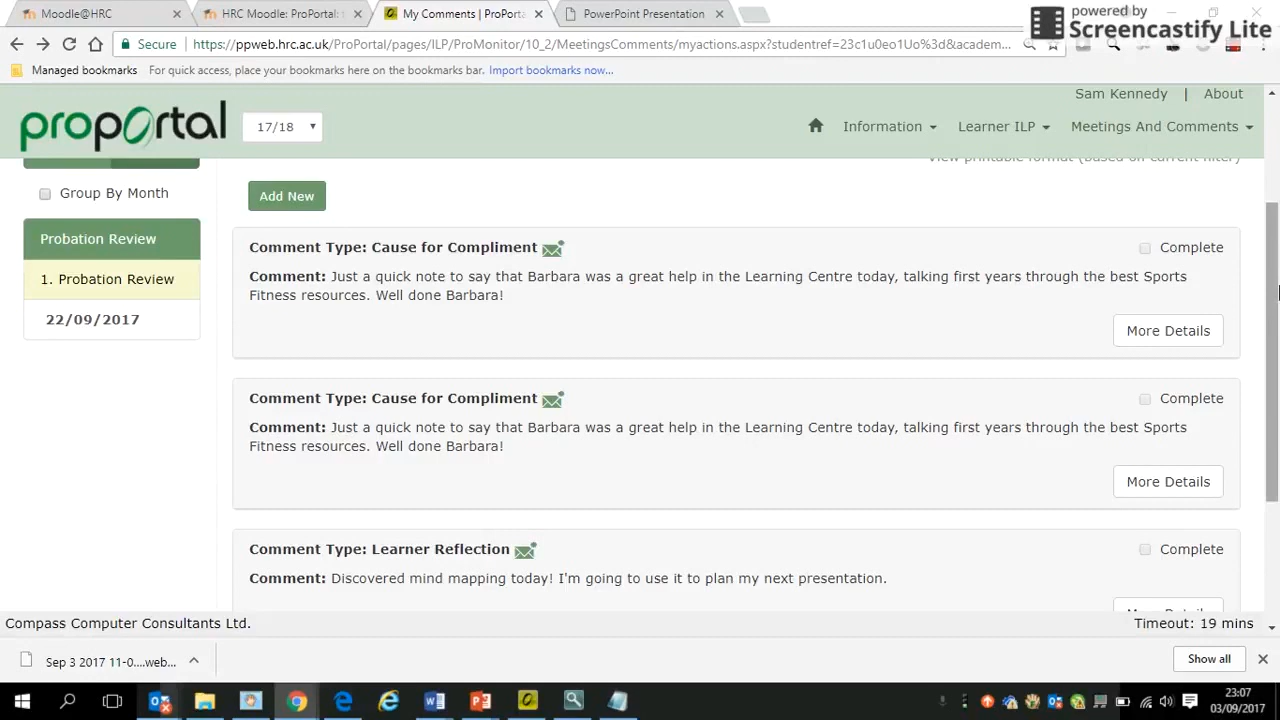 Moodle@HRC
HRC Moodle: ProPortal:
My Comments | ProPorta
PowerPoint Presentation
powered by
Screencastify Lite
Secure
https://ppweb.hrc.ac.uk/ProPortal/pages/ILP/ProMonitor/10_2/MeetingsComments/myactions.aspx?studentref=23c1u0eo1Uo%3d&academ...
Managed bookmarks
For quick access, place your bookmarks here on the bookmarks bar. Import bookmarks now...
Sam Kennedy | About
proportal
17/18
Information
Learner ILP
Meetings And Comments
View printable format (based on current filter)
Group By Month
Add New
Probation Review
1. Probation Review
22/09/2017
Comment Type: Cause for Compliment
Complete
Comment: Just a quick note to say that Barbara was a great help in the Learning Centre today, talking first years through the best Sports
Fitness resources. Well done Barbara!
More Details
Comment Type: Cause for Compliment
Complete
Comment: Just a quick note to say that Barbara was a great help in the Learning Centre today, talking first years through the best Sports
Fitness resources. Well done Barbara!
More Details
Comment Type: Learner Reflection
Complete
Comment: Discovered mind mapping today! I'm going to use it to plan my next presentation.
More Details
Compass Computer Consultants Ltd.
Timeout: 19 mins
Sep 3 2017 11-0....web...
Show all
23:07
03/09/2017